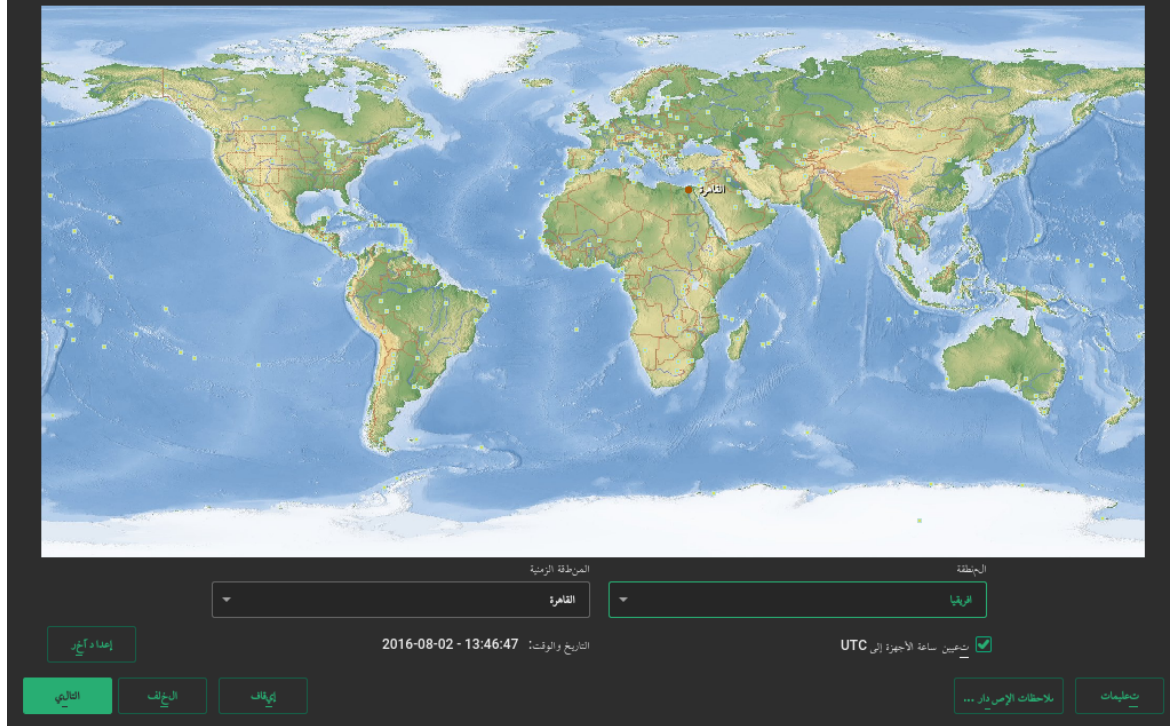 القاهرة
المنطقة
المنطقة الزمنية
افريقيا
القاهرة
تعيين ساعة الأجهزة إلى UTC
التاريخ والوقت: 2016-08-02 - 13:46:47
إعداد آخر
تعليمات
ملاحظات الإصدار ...
إيقاف
الخلف
التالي